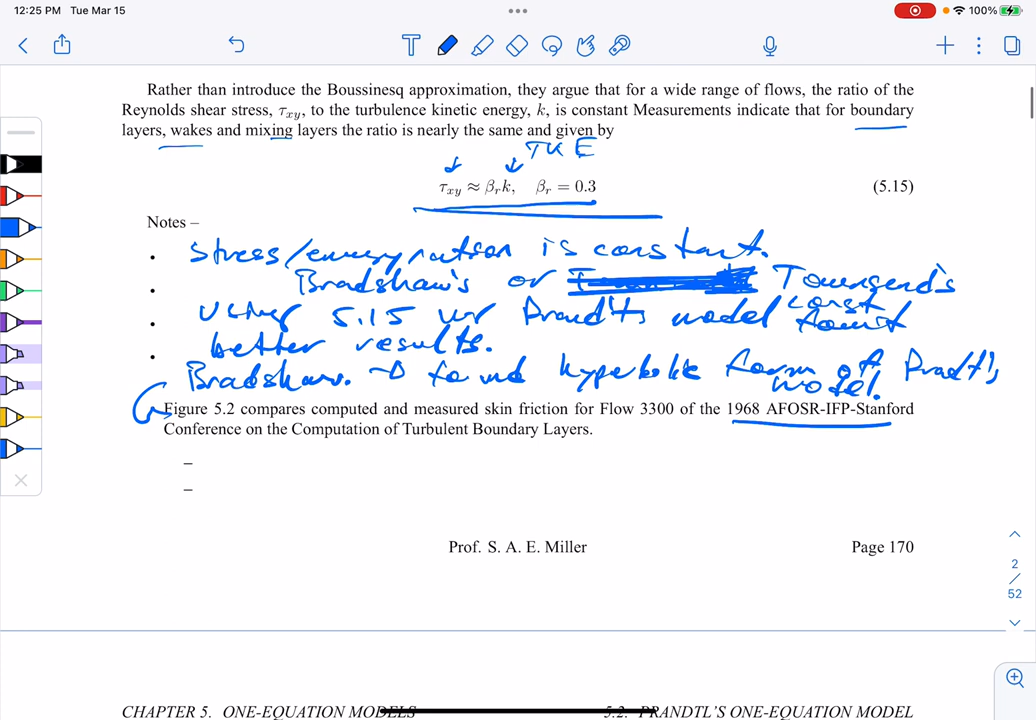 12:25 PM Tue Mar 15
100%
Rather than introduce the Boussinesq approximation, they argue that for a wide range of flows, the ratio of the
Reynolds shear stress, τxy, to the turbulence kinetic energy, k, is constant Measurements indicate that for boundary
layers, wakes and mixing layers the ratio is nearly the same and given by
TKE
τxy ≈ βrk, βr = 0.3 (5.15)
Notes –
• stress/energy is constant.
• Bradshaw's or Townsend's const
• Using 5.15 w/ Prandtl's model
• better results.
Bradshaw. → found hyperbolic form of Prandtl's
model!
Figure 5.2 compares computed and measured skin friction for Flow 3300 of the 1968 AFOSR-IFP-Stanford
Conference on the Computation of Turbulent Boundary Layers.
–
–
Prof. S. A. E. Miller Page 170
2
/
52
CHAPTER 5. ONE-EQUATION MODELS 5.2. PRANDTL'S ONE-EQUATION MODEL